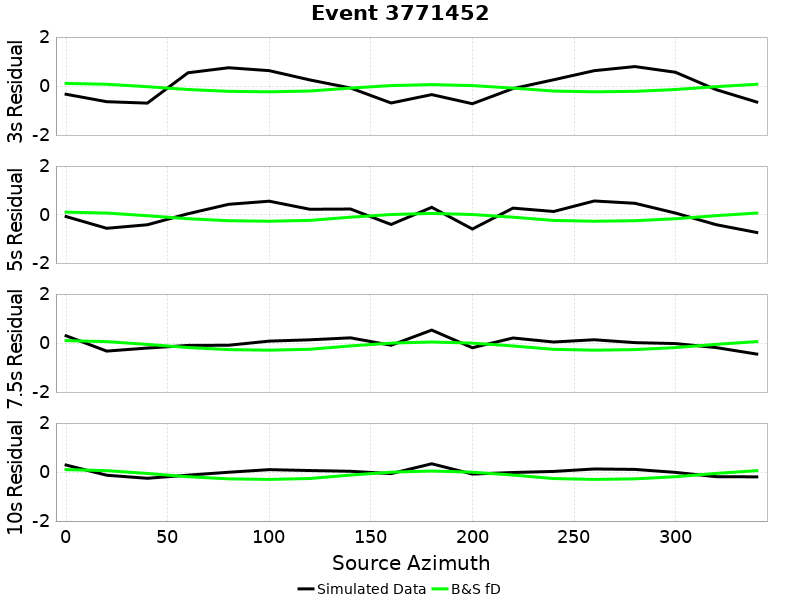 Event 3771452
3s Residual
2
0
-2
5s Residual
2
0
-2
7.5s Residual
2
0
-2
10s Residual
2
0
-2
0 50 100 150 200 250 300
Source Azimuth
Simulated Data B&S fD